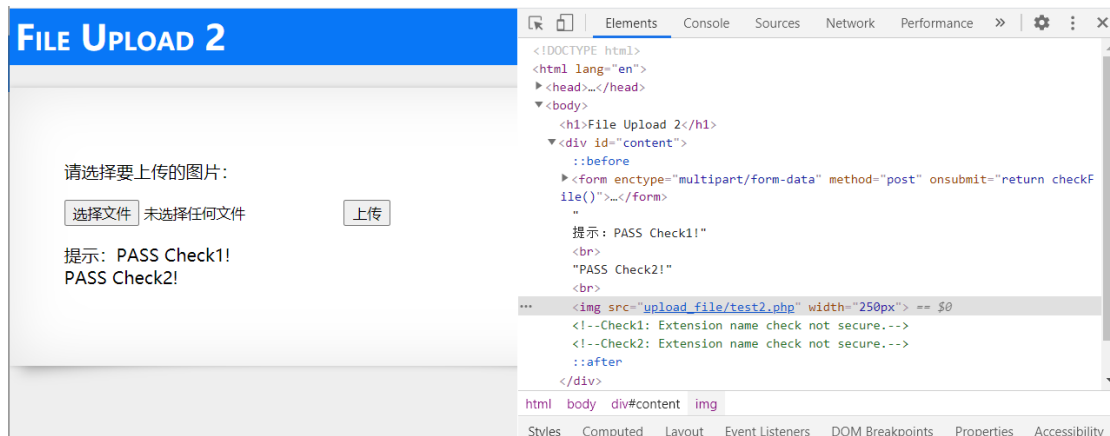 File Upload 2
请选择要上传的图片：
选择文件 未选择任何文件 上传
提示：PASS Check1!
PASS Check2!
Elements Console Sources Network Performance »
<!DOCTYPE html>
<html lang="en">
<head>…</head>
<body>
<h1>File Upload 2</h1>
<div id="content">
::before
<form enctype="multipart/form-data" method="post" onsubmit="return checkF
ile()">…</form>
"
提示：PASS Check1!"
<br>
"PASS Check2!"
<br>
<img src="upload_file/test2.php" width="250px"> == $0
<!--Check1: Extension name check not secure.-->
<!--Check2: Extension name check not secure.-->
::after
</div>
html body div#content img
Styles Computed Layout Event Listeners DOM Breakpoints Properties Accessibility